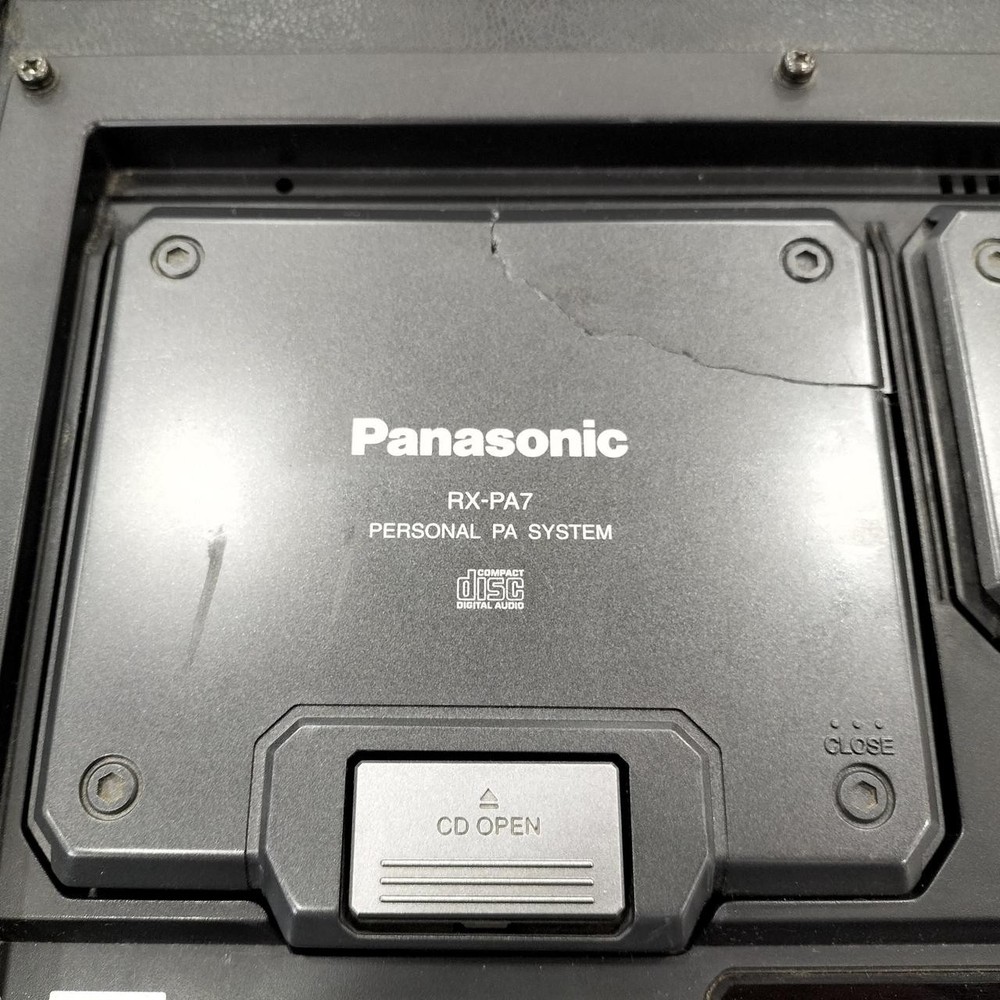 Panasonic
RX-PA7
PERSONAL PA SYSTEM
COMPACT
disc
DIGITAL AUDIO
CLOSE
CD OPEN